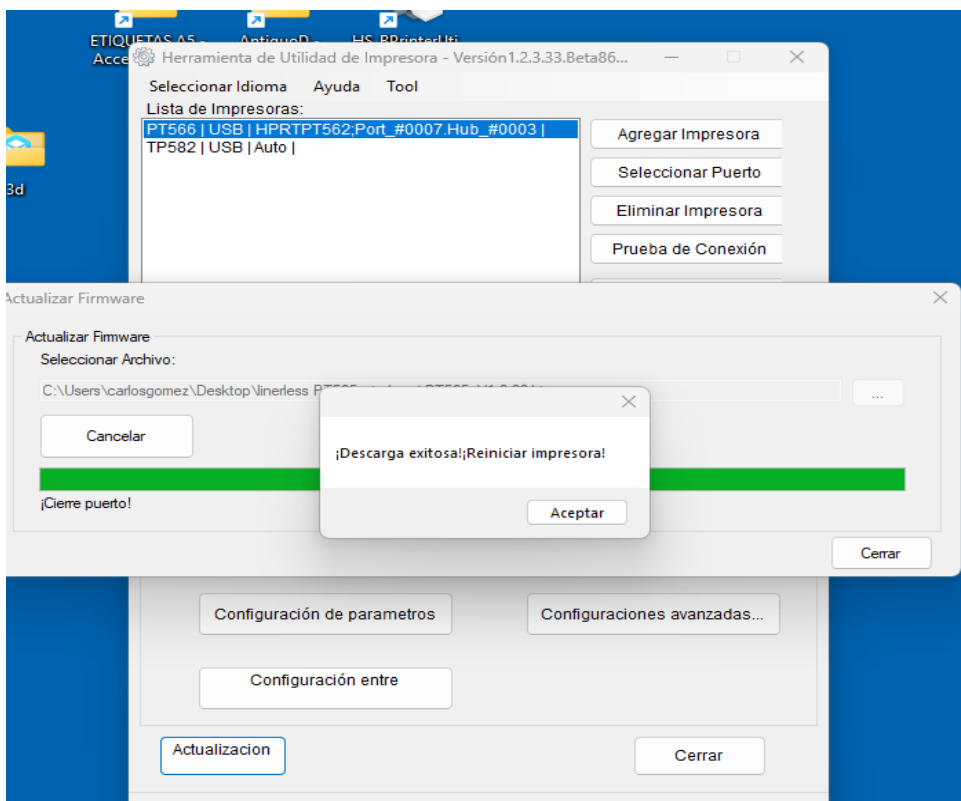 ETIQUETAS A5 -
Acce
AntiguoD -
HS_BPrinterUti
3d
Herramienta de Utilidad de Impresora - Versión1.2.3.33.Beta86...
Seleccionar Idioma Ayuda Tool
Lista de Impresoras:
PT566 | USB | HPRTPT562;Port_#0007.Hub_#0003 |
TP582 | USB | Auto |
Agregar Impresora
Seleccionar Puerto
Eliminar Impresora
Prueba de Conexión
Actualizar Firmware
Actualizar Firmware
Seleccionar Archivo:
C:\Users\carlosgomez\Desktop\linerless
...
Cancelar
¡Descarga exitosa!¡Reiniciar impresora!
Aceptar
¡Cierre puerto!
Cerrar
Configuración de parametros
Configuraciones avanzadas...
Configuración entre
Actualizacion
Cerrar